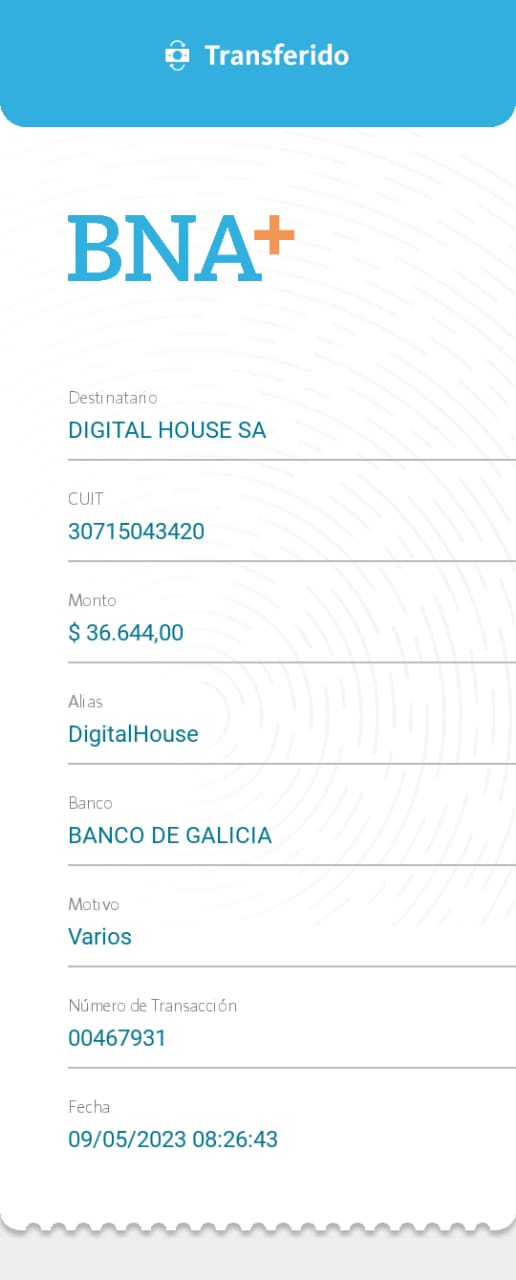 Transferido
BNA+
Destinatario
DIGITAL HOUSE SA
CUIT
30715043420
Monto
$ 36.644,00
Alias
DigitalHouse
Banco
BANCO DE GALICIA
Motivo
Varios
Número de Transacción
00467931
Fecha
09/05/2023 08:26:43